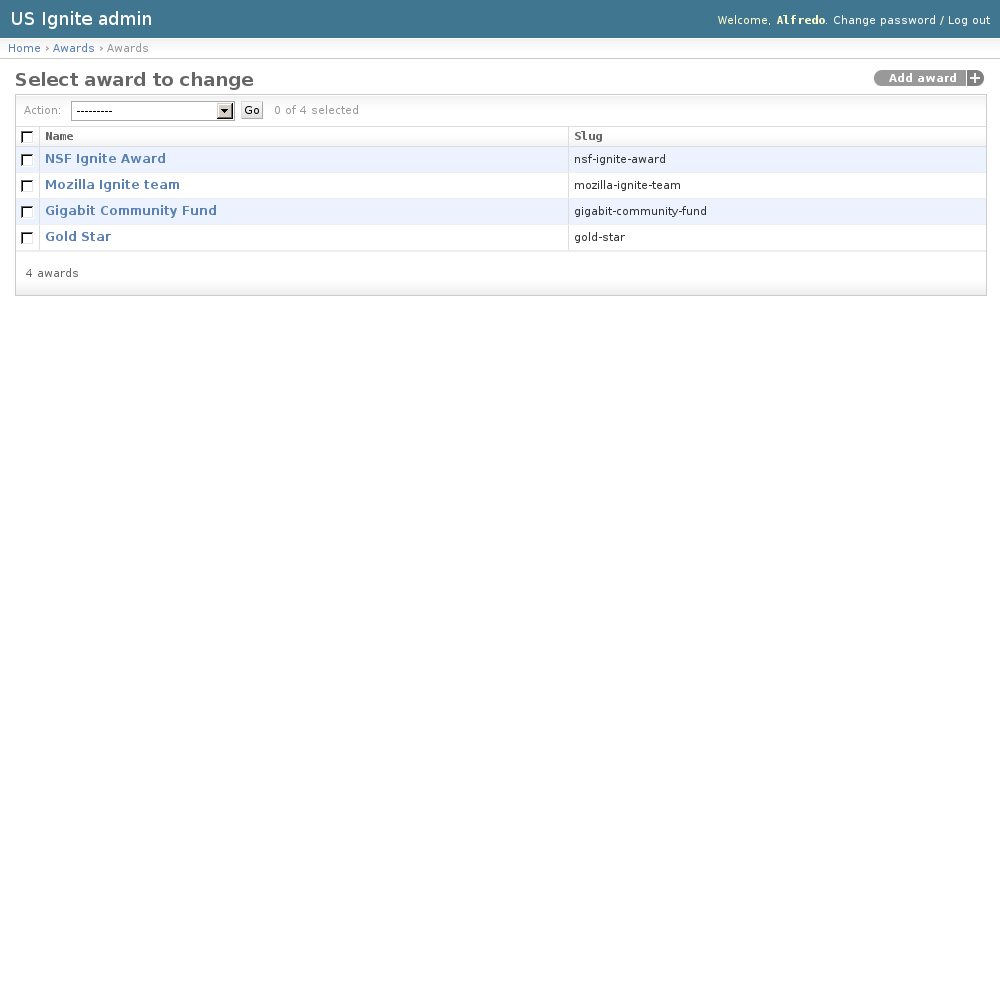 US Ignite admin
Welcome, Alfredo. Change password / Log out
Home › Awards › Awards
Select award to change
Add award +
Action: --------- Go 0 of 4 selected
Name Slug
NSF Ignite Award nsf-ignite-award
Mozilla Ignite team mozilla-ignite-team
Gigabit Community Fund gigabit-community-fund
Gold Star gold-star
4 awards